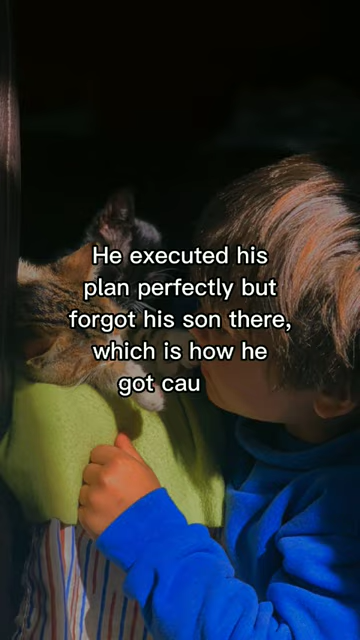 He executed his
plan perfectly but
forgot his son there,
which is how he
got cau